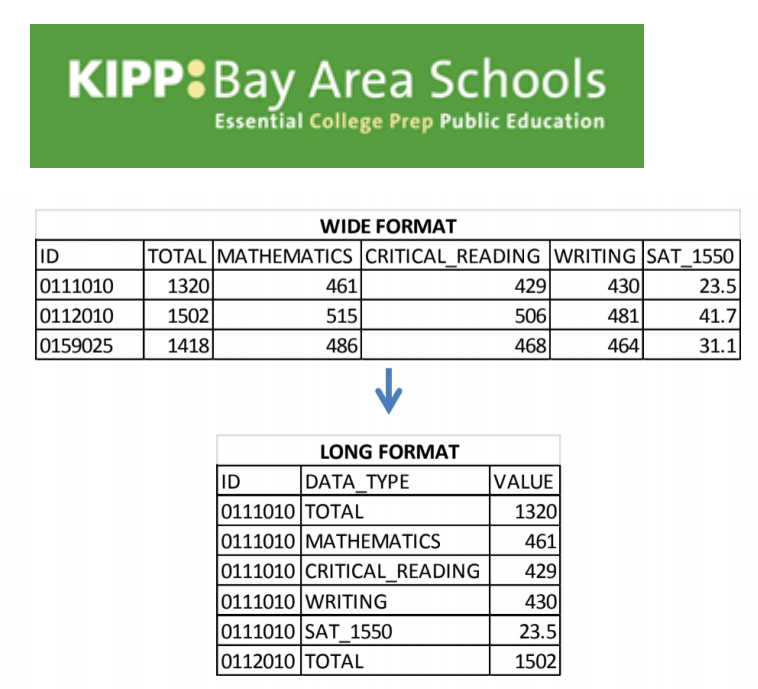 KIPP: Bay Area Schools
Essential College Prep Public Education
WIDE FORMAT
ID TOTAL MATHEMATICS CRITICAL_READING WRITING SAT_1550
0111010 1320 461 429 430 23.5
0112010 1502 515 506 481 41.7
0159025 1418 486 468 464 31.1
LONG FORMAT
ID DATA_TYPE VALUE
0111010 TOTAL 1320
0111010 MATHEMATICS 461
0111010 CRITICAL_READING 429
0111010 WRITING 430
0111010 SAT_1550 23.5
0112010 TOTAL 1502